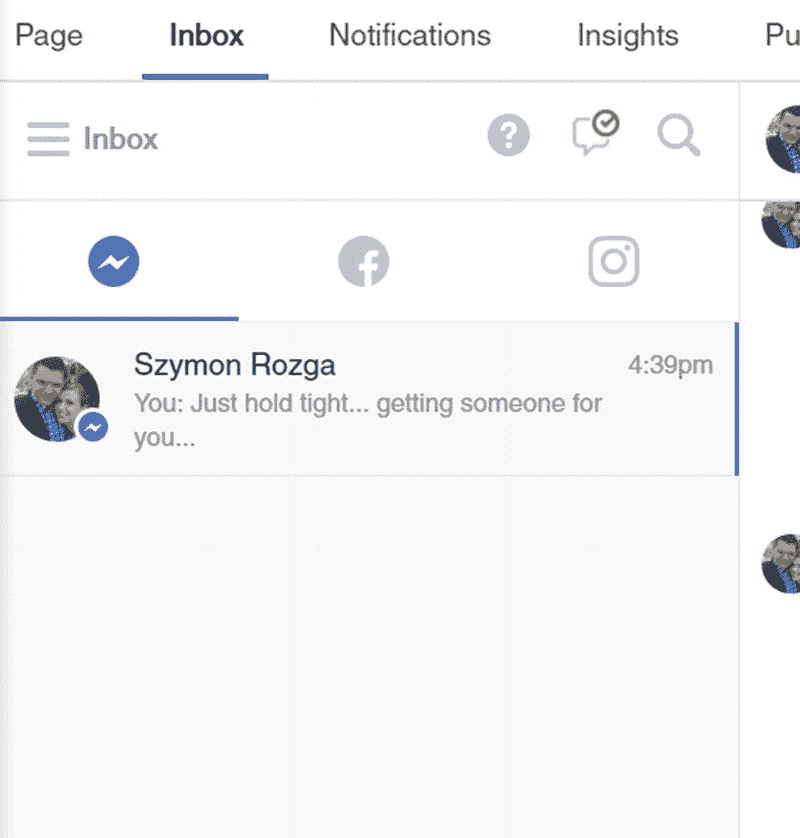 Page Inbox Notifications Insights Pu
Inbox
Szymon Rozga 4:39pm
You: Just hold tight... getting someone for
you...